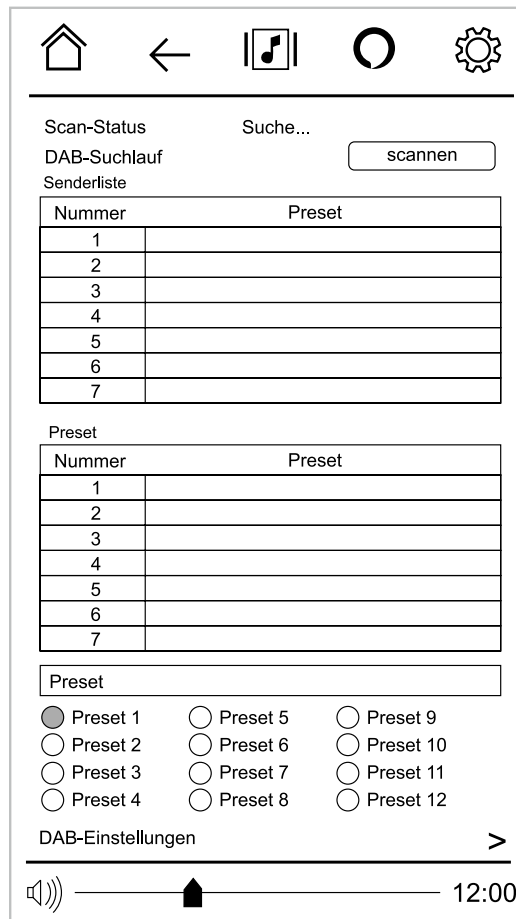 Scan-Status Suche...
DAB-Suchlauf scannen
Senderliste
Nummer Preset
1
2
3
4
5
6
7
Preset
Nummer Preset
1
2
3
4
5
6
7
Preset
Preset 1 Preset 5 Preset 9
Preset 2 Preset 6 Preset 10
Preset 3 Preset 7 Preset 11
Preset 4 Preset 8 Preset 12
DAB-Einstellungen >
12:00